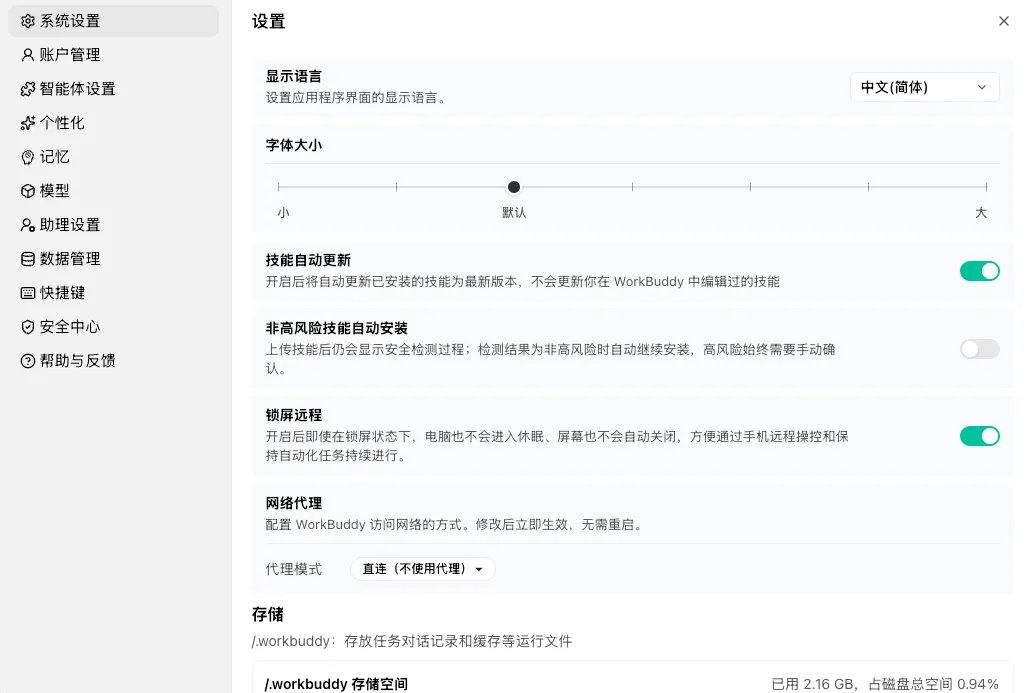 系统设置
账户管理
智能体设置
个性化
记忆
模型
助理设置
数据管理
快捷键
安全中心
帮助与反馈
设置
显示语言
设置应用程序界面的显示语言。
中文(简体)
字体大小
小
默认
大
技能自动更新
开启后将自动更新已安装的技能为最新版本，不会更新你在 WorkBuddy 中编辑过的技能
非高风险技能自动安装
上传技能后仍会显示安全检测过程；检测结果为非高风险时自动继续安装，高风险始终需要手动确
认。
锁屏远程
开启后即使在锁屏状态下，电脑也不会进入休眠、屏幕也不会自动关闭，方便通过手机远程操控和保
持自动化任务持续进行。
网络代理
配置 WorkBuddy 访问网络的方式。修改后立即生效，无需重启。
代理模式
直连（不使用代理）
存储
/.workbuddy：存放任务对话记录和缓存等运行文件
/.workbuddy 存储空间
已用 2.16 GB，占磁盘总空间 0.94%